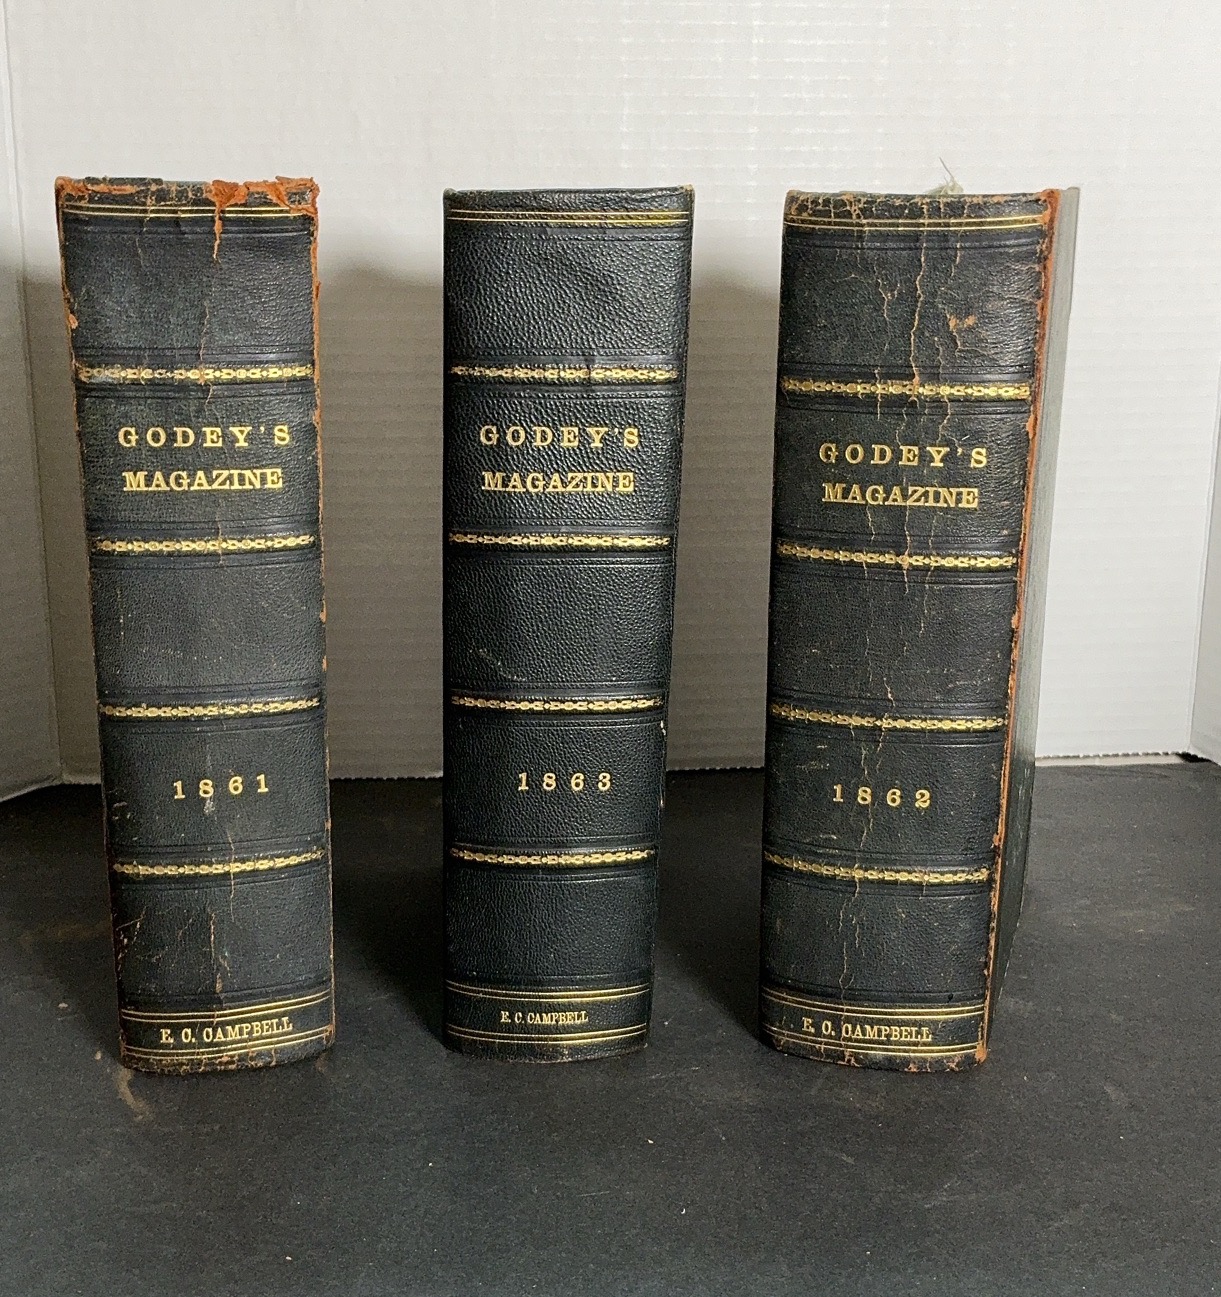 GODEY'S
MAGAZINE
1861
E. C. CAMPBELL
GODEY'S
MAGAZINE
1863
E. C. CAMPBELL
GODEY'S
MAGAZINE
1862
E. C. CAMPBELL